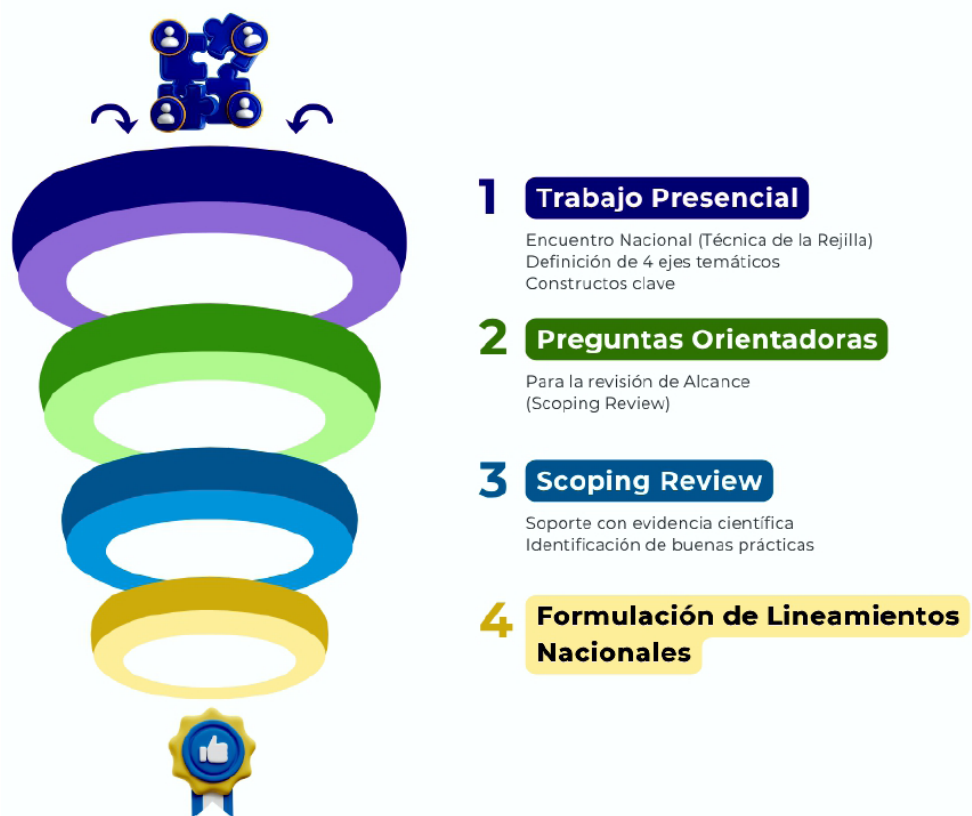 1
Trabajo Presencial
Encuentro Nacional (Técnica de la Rejilla)
Definición de 4 ejes temáticos
Constructos clave
2
Preguntas Orientadoras
Para la revisión de Alcance
(Scoping Review)
3
Scoping Review
Soporte con evidencia científica
Identificación de buenas prácticas
4
Formulación de Lineamientos
Nacionales